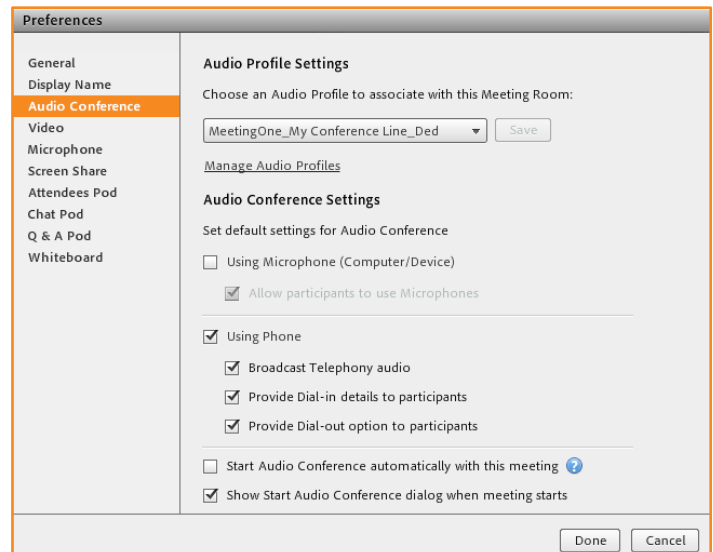 Preferences
General
Display Name
Audio Conference
Video
Microphone
Screen Share
Attendees Pod
Chat Pod
Q & A Pod
Whiteboard
Audio Profile Settings
Choose an Audio Profile to associate with this Meeting Room:
MeetingOne_My Conference Line_Ded
Save
Manage Audio Profiles
Audio Conference Settings
Set default settings for Audio Conference
Using Microphone (Computer/Device)
Allow participants to use Microphones
Using Phone
Broadcast Telephony audio
Provide Dial-in details to participants
Provide Dial-out option to participants
Start Audio Conference automatically with this meeting ?
Show Start Audio Conference dialog when meeting starts
Done Cancel